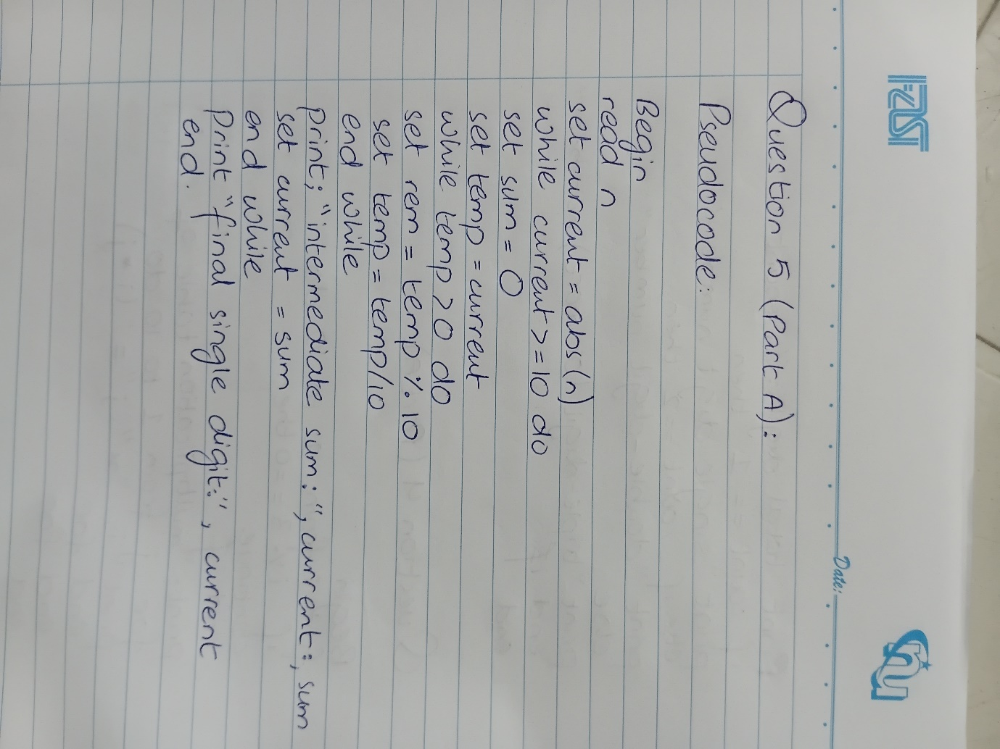 FAST
Date:
nu
Question 5 (Part A):
Pseudocode:
Begin
read n
set current = abs(n)
while current >= 10 do
set sum = 0
set temp = current
while temp > 0 do
set rem = temp % 10
set temp = temp/10
end while
print; "intermediate sum:", current:, sum
set current = sum
end while
Print "final single digit:", current
end.